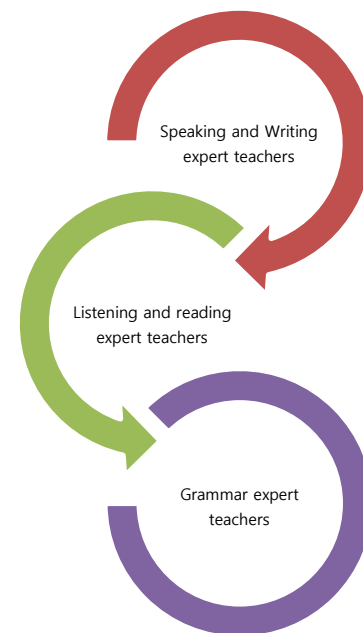 Speaking and Writing
expert teachers
Listening and reading
expert teachers
Grammar expert
teachers